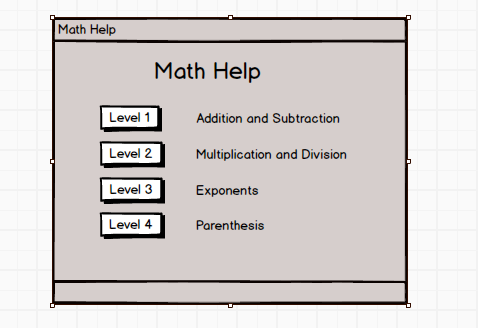 Math Help
Math Help
Level 1 Addition and Subtraction
Level 2 Multiplication and Division
Level 3 Exponents
Level 4 Parenthesis